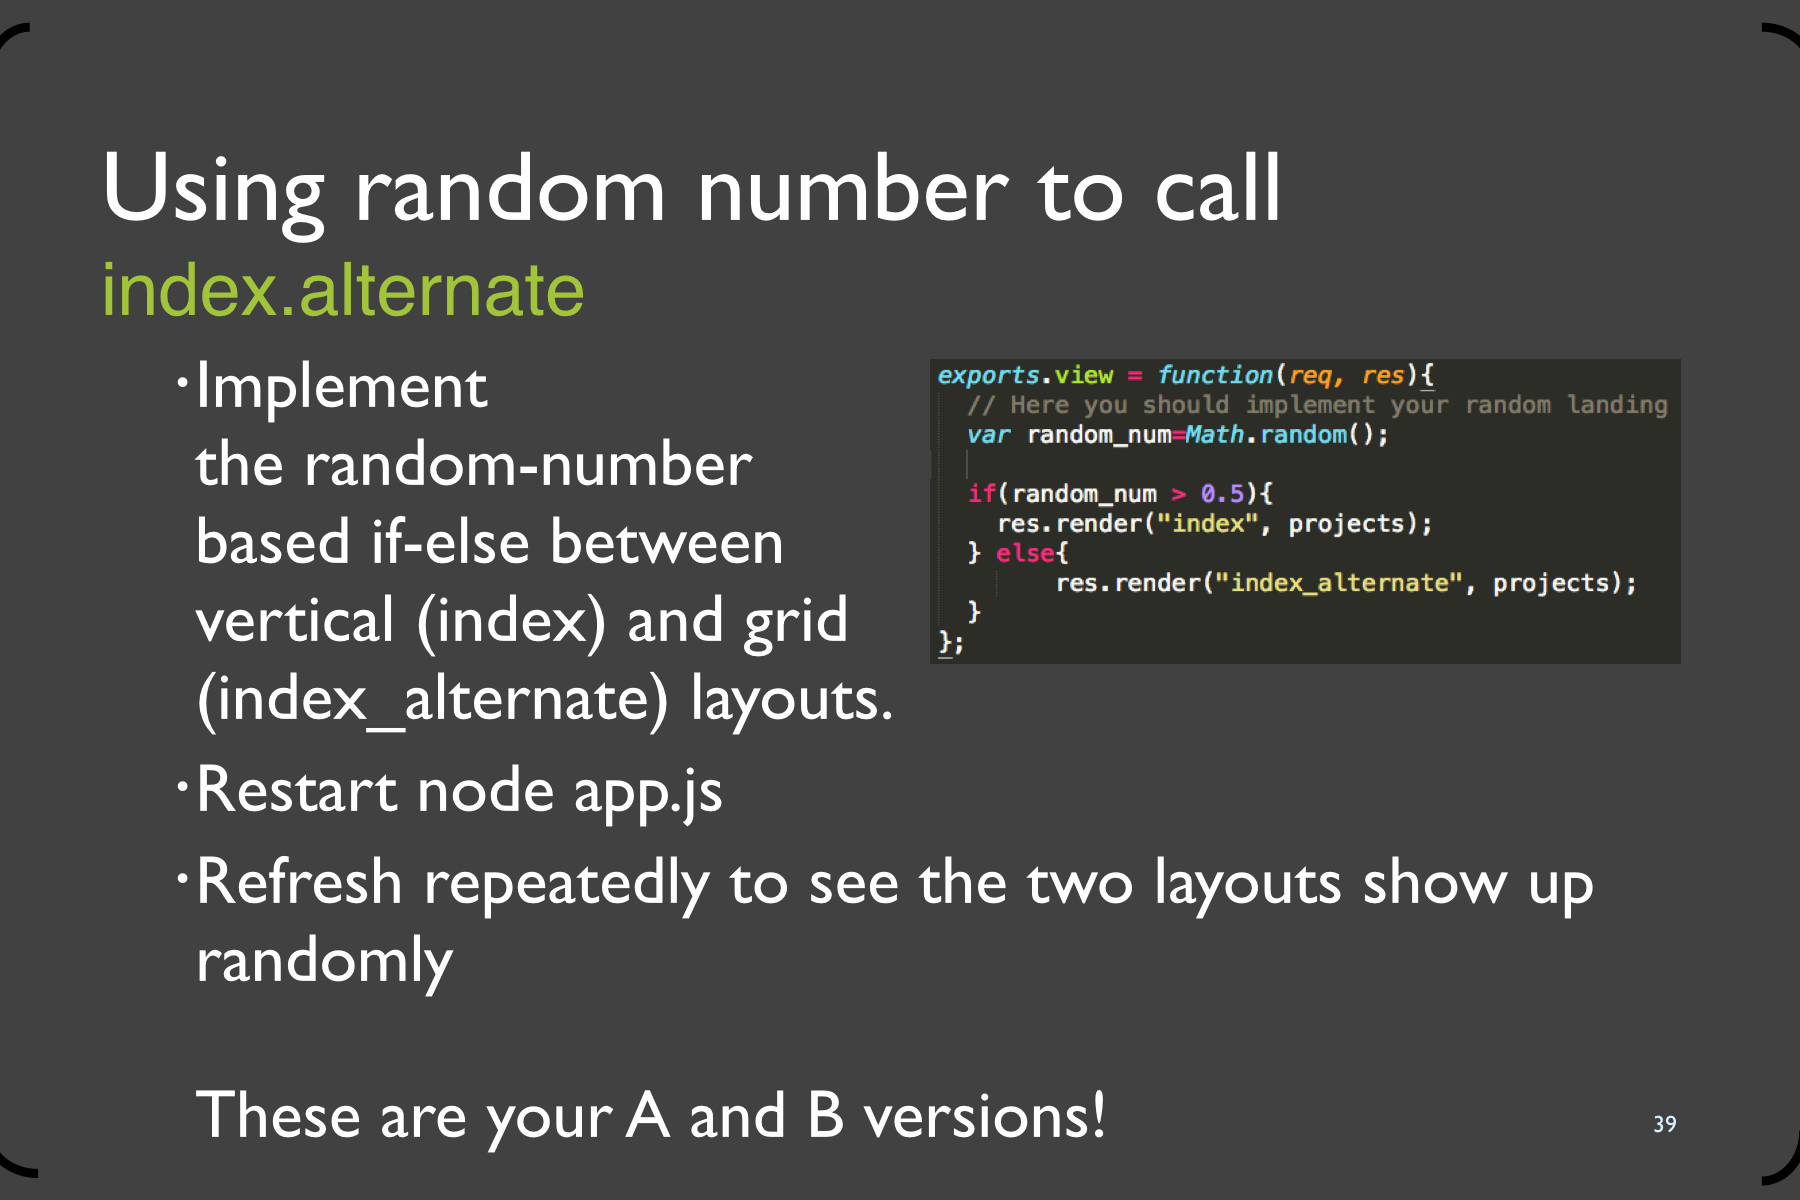 Using random number to call
index.alternate
•Implement
the random-number
based if-else between
vertical (index) and grid
(index_alternate) layouts.
exports.view = function(req, res){
// Here you should implement your random landing
var random_num=Math.random();
if(random_num > 0.5){
res.render("index", projects);
} else{
res.render("index_alternate", projects);
}
};
•Restart node app.js
•Refresh repeatedly to see the two layouts show up
randomly
These are your A and B versions!
39